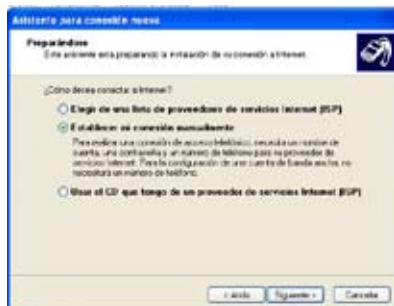 Asistente para conexión nueva
Preparándose
Este asistente está preparando la instalación de su conexión a Internet.
¿Cómo desea conectar a Internet?
Elegir de una lista de proveedores de servicios Internet (ISP)
Establecer mi conexión manualmente
Para realizar una conexión de acceso telefónico, necesita un nombre de
cuenta, una contraseña y un número de teléfono para su proveedor de
servicios Internet. Para la configuración de una cuenta de banda ancha, no
necesitará un número de teléfono.
Usar el CD que tengo de un proveedor de servicios Internet (ISP)
< Atrás
Siguiente >
Cancelar